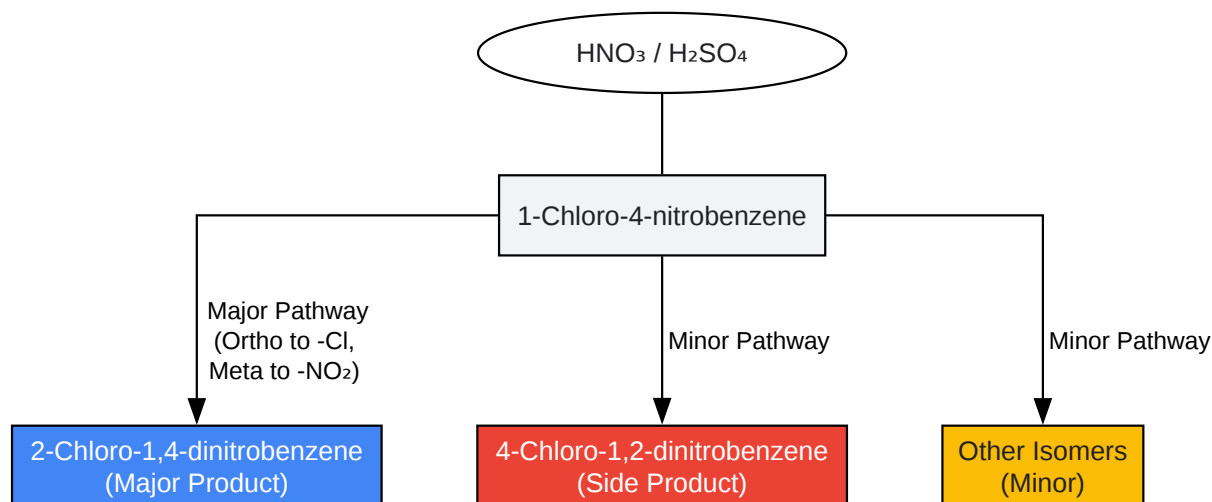 HNO₃ / H₂SO₄
1-Chloro-4-nitrobenzene
Major Pathway
(Ortho to -Cl,
Meta to -NO₂)
Minor Pathway
Minor Pathway
2-Chloro-1,4-dinitrobenzene
(Major Product)
4-Chloro-1,2-dinitrobenzene
(Side Product)
Other Isomers
(Minor)